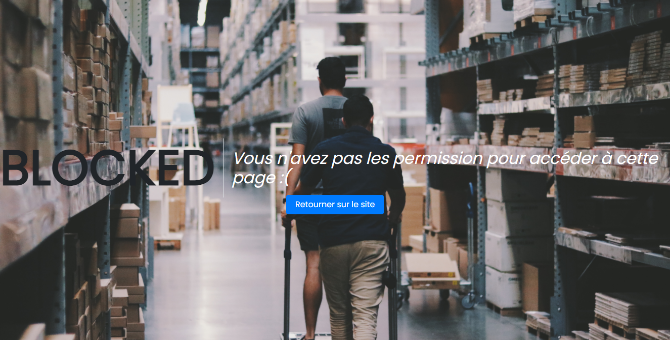 BLOCKED
Vous n'avez pas les permission pour accéder à cette
page :(
Retourner sur le site